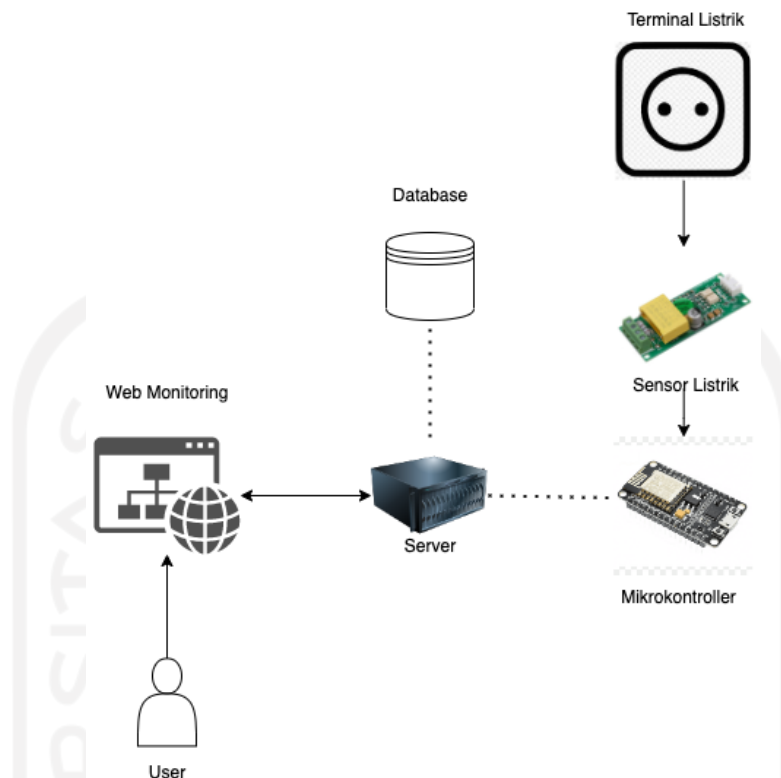 Terminal Listrik
Database
Sensor Listrik
Web Monitoring
Server
Mikrokontroller
User